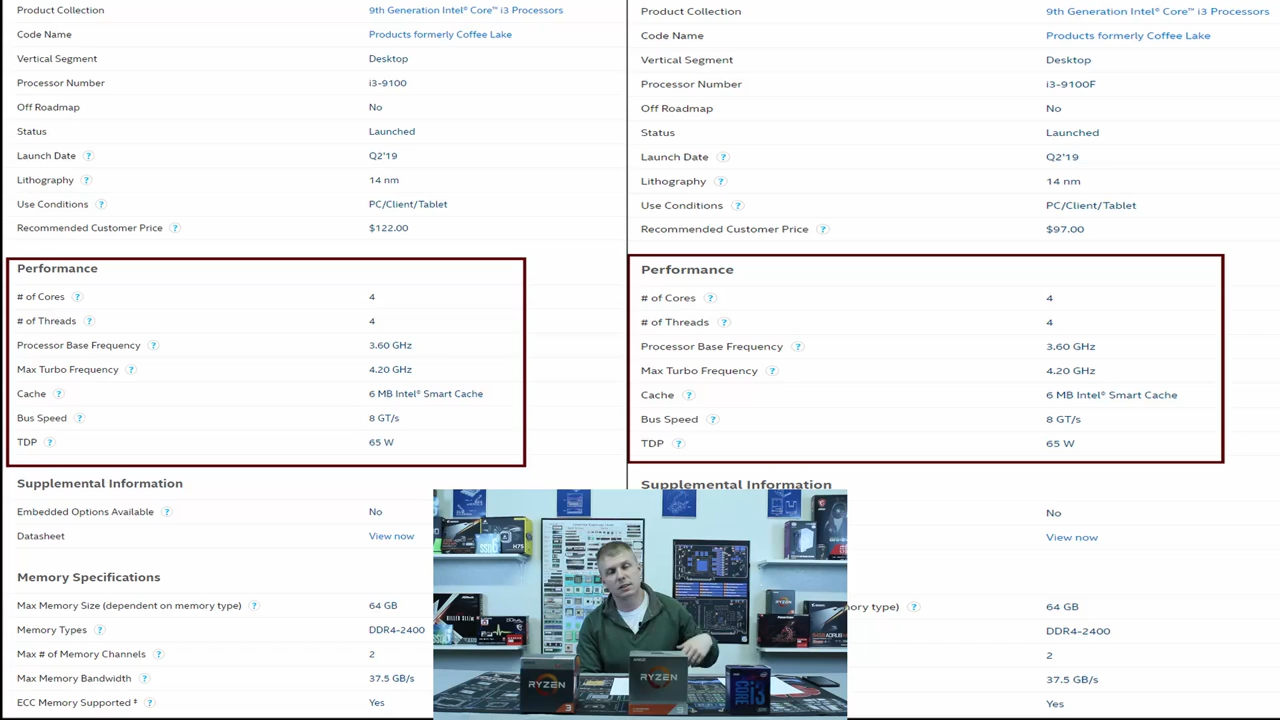 Product Collection 9th Generation Intel® Core™ i3 Processors
Code Name Products formerly Coffee Lake
Vertical Segment Desktop
Processor Number i3-9100
Off Roadmap No
Status Launched
Launch Date ? Q2'19
Lithography ? 14 nm
Use Conditions ? PC/Client/Tablet
Recommended Customer Price ? $122.00
Performance
# of Cores ? 4
# of Threads ? 4
Processor Base Frequency ? 3.60 GHz
Max Turbo Frequency ? 4.20 GHz
Cache ? 6 MB Intel® Smart Cache
Bus Speed ? 8 GT/s
TDP ? 65 W
Supplemental Information
Embedded Options Available ? No
Datasheet View now
Memory Specifications
Max Memory Size (dependent on memory type) ? 64 GB
Memory Types ? DDR4-2400
Max # of Memory Channels ? 2
Max Memory Bandwidth ? 37.5 GB/s
Memory Supported ‡ ? Yes
Product Collection 9th Generation Intel® Core™ i3 Processors
Code Name Products formerly Coffee Lake
Vertical Segment Desktop
Processor Number i3-9100F
Off Roadmap No
Status Launched
Launch Date ? Q2'19
Lithography ? 14 nm
Use Conditions ? PC/Client/Tablet
Recommended Customer Price ? $97.00
Performance
# of Cores ? 4
# of Threads ? 4
Processor Base Frequency ? 3.60 GHz
Max Turbo Frequency ? 4.20 GHz
Cache ? 6 MB Intel® Smart Cache
Bus Speed ? 8 GT/s
TDP ? 65 W
Supplemental Information
No
View now
mory type) ? 64 GB
DDR4-2400
2
37.5 GB/s
Yes
RYZEN
3
RYZEN
CORE i3
RYZEN
KILLER SLI
AORUS